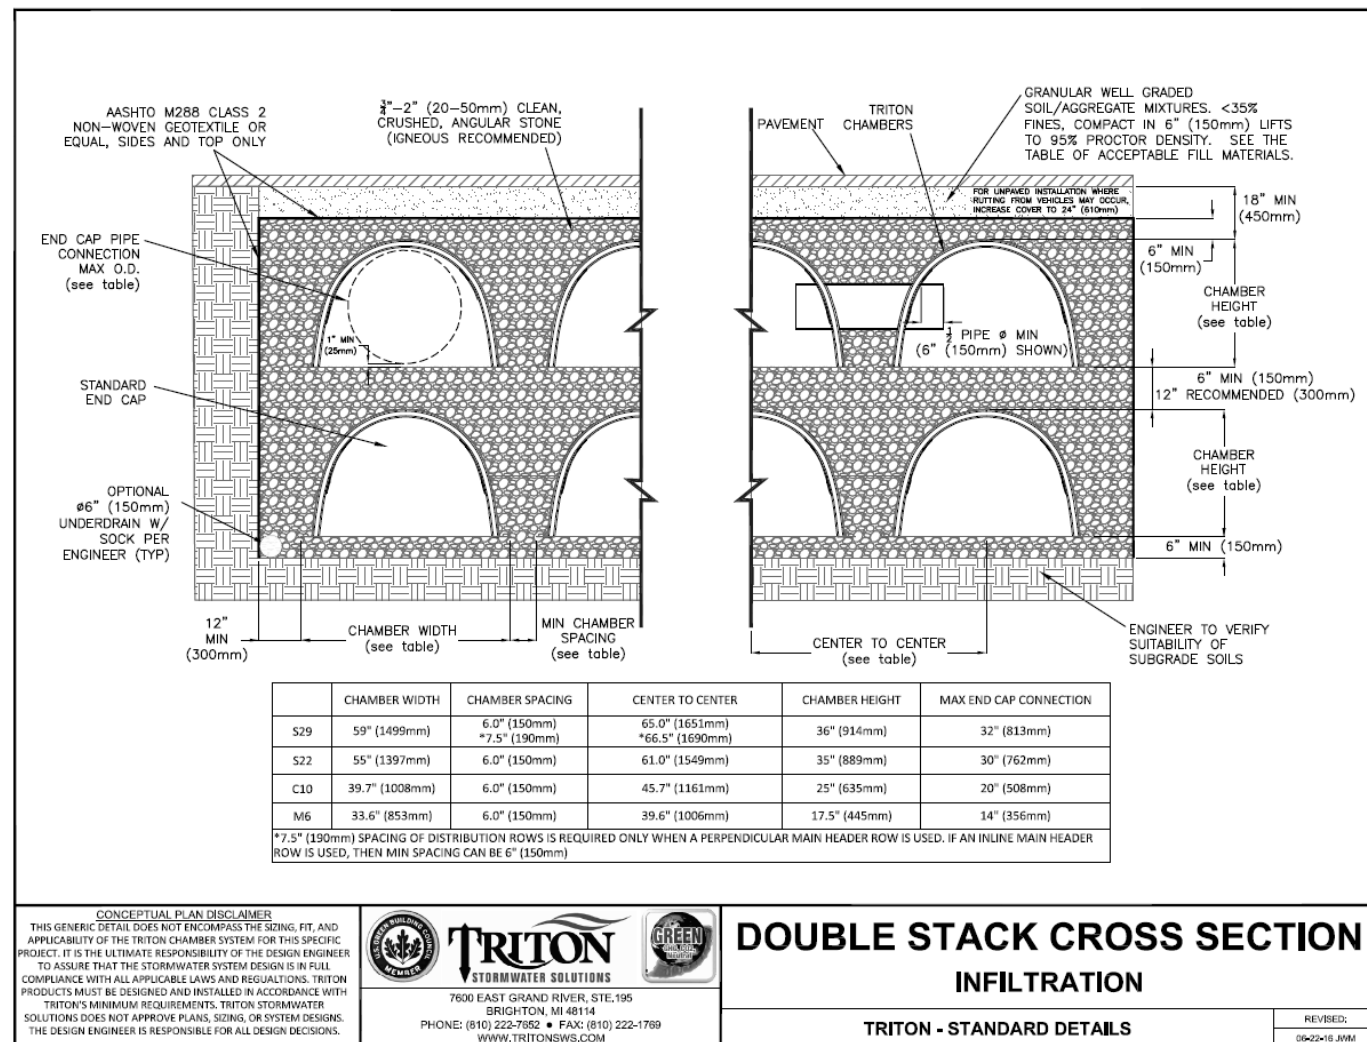 AASHTO M288 CLASS 2
NON-WOVEN GEOTEXTILE OR
EQUAL, SIDES AND TOP ONLY
¾"-2" (20-50mm) CLEAN,
CRUSHED, ANGULAR STONE
(IGNEOUS RECOMMENDED)
PAVEMENT
TRITON
CHAMBERS
GRANULAR WELL GRADED
SOIL/AGGREGATE MIXTURES. <35%
FINES, COMPACT IN 6" (150mm) LIFTS
TO 95% PROCTOR DENSITY. SEE THE
TABLE OF ACCEPTABLE FILL MATERIALS.
FOR UNPAVED INSTALLATION WHERE
RUTTING FROM VEHICLES MAY OCCUR,
INCREASE COVER TO 24" (610mm)
18" MIN
(450mm)
6" MIN
(150mm)
END CAP PIPE
CONNECTION
MAX O.D.
(see table)
CHAMBER
HEIGHT
(see table)
1" MIN
(25mm)
½ PIPE ø MIN
(6" (150mm) SHOWN)
STANDARD
END CAP
6" MIN (150mm)
12" RECOMMENDED (300mm)
CHAMBER
HEIGHT
(see table)
OPTIONAL
ø6" (150mm)
UNDERDRAIN W/
SOCK PER
ENGINEER (TYP)
6" MIN (150mm)
12"
MIN
(300mm)
CHAMBER WIDTH
(see table)
MIN CHAMBER
SPACING
(see table)
CENTER TO CENTER
(see table)
ENGINEER TO VERIFY
SUITABILITY OF
SUBGRADE SOILS
CHAMBER WIDTH CHAMBER SPACING CENTER TO CENTER CHAMBER HEIGHT MAX END CAP CONNECTION
S29 59" (1499mm) 6.0" (150mm) 65.0" (1651mm) 36" (914mm) 32" (813mm)
*7.5" (190mm) *66.5" (1690mm)
S22 55" (1397mm) 6.0" (150mm) 61.0" (1549mm) 35" (889mm) 30" (762mm)
C10 39.7" (1008mm) 6.0" (150mm) 45.7" (1161mm) 25" (635mm) 20" (508mm)
M6 33.6" (853mm) 6.0" (150mm) 39.6" (1006mm) 17.5" (445mm) 14" (356mm)
*7.5" (190mm) SPACING OF DISTRIBUTION ROWS IS REQUIRED ONLY WHEN A PERPENDICULAR MAIN HEADER ROW IS USED. IF AN INLINE MAIN HEADER
ROW IS USED, THEN MIN SPACING CAN BE 6" (150mm)
CONCEPTUAL PLAN DISCLAIMER
THIS GENERIC DETAIL DOES NOT ENCOMPASS THE SIZING, FIT, AND
APPLICABILITY OF THE TRITON CHAMBER SYSTEM FOR THIS SPECIFIC
PROJECT. IT IS THE ULTIMATE RESPONSIBILITY OF THE DESIGN ENGINEER
TO ASSURE THAT THE STORMWATER SYSTEM DESIGN IS IN FULL
COMPLIANCE WITH ALL APPLICABLE LAWS AND REGUALTIONS. TRITON
PRODUCTS MUST BE DESIGNED AND INSTALLED IN ACCORDANCE WITH
TRITON'S MINIMUM REQUIREMENTS. TRITON STORMWATER
SOLUTIONS DOES NOT APPROVE PLANS, SIZING, OR SYSTEM DESIGNS.
THE DESIGN ENGINEER IS RESPONSIBLE FOR ALL DESIGN DECISIONS.
U.S. GREEN BUILDING COUNCIL
MEMBER
TRITON
STORMWATER SOLUTIONS
GREEN
7600 EAST GRAND RIVER, STE.195
BRIGHTON, MI 48114
PHONE: (810) 222-7652 • FAX: (810) 222-1769
WWW.TRITONSWS.COM
DOUBLE STACK CROSS SECTION
INFILTRATION
TRITON - STANDARD DETAILS
REVISED:
06-22-16 JWM